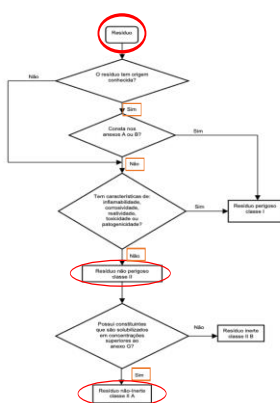 Resíduo
Não
O resíduo tem origem
conhecida?
Sim
Consta nos
anexos A ou B?
Sim
Não
Tem características de:
inflamabilidade,
corrosividade,
reatividade,
toxicidade ou
patogenicidade?
Sim
Resíduo perigoso
classe I
Não
Resíduo não perigoso
classe II
Possui constituintes
que são solubilizados
em concentrações
superiores ao
anexo G?
Não
Resíduo inerte
classe II B
Sim
Resíduo não-inerte
classe II A